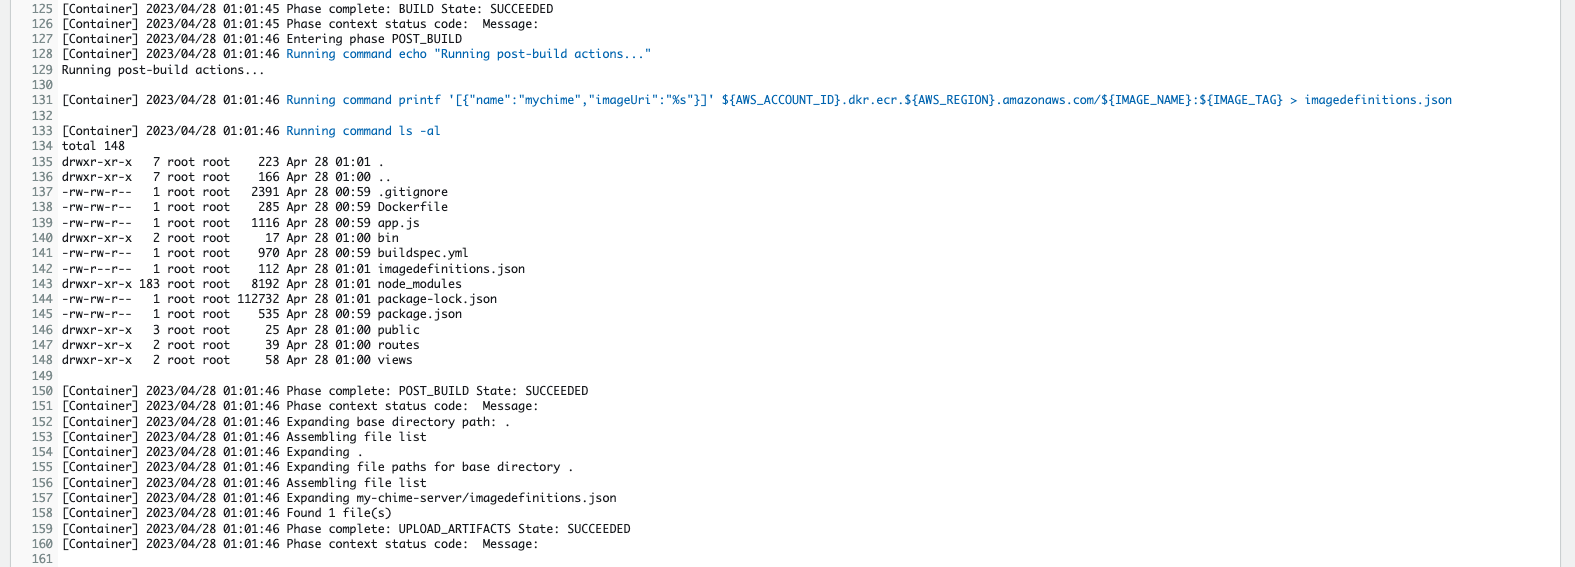 125 [Container] 2023/04/28 01:01:45 Phase complete: BUILD State: SUCCEEDED
126 [Container] 2023/04/28 01:01:45 Phase context status code:  Message:
127 [Container] 2023/04/28 01:01:46 Entering phase POST_BUILD
128 [Container] 2023/04/28 01:01:46 Running command echo "Running post-build actions..."
129 Running post-build actions...
130
131 [Container] 2023/04/28 01:01:46 Running command printf '[{"name":"mychime","imageUri":"%s"}]' ${AWS_ACCOUNT_ID}.dkr.ecr.${AWS_REGION}.amazonaws.com/${IMAGE_NAME}:${IMAGE_TAG} > imagedefinitions.json
132
133 [Container] 2023/04/28 01:01:46 Running command ls -al
134 total 148
135 drwxr-xr-x   7 root root    223 Apr 28 01:01 .
136 drwxr-xr-x   7 root root    166 Apr 28 01:00 ..
137 -rw-rw-r--   1 root root   2391 Apr 28 00:59 .gitignore
138 -rw-rw-r--   1 root root    285 Apr 28 00:59 Dockerfile
139 -rw-rw-r--   1 root root   1116 Apr 28 00:59 app.js
140 drwxr-xr-x   2 root root     17 Apr 28 01:00 bin
141 -rw-rw-r--   1 root root    970 Apr 28 00:59 buildspec.yml
142 -rw-r--r--   1 root root    112 Apr 28 01:01 imagedefinitions.json
143 drwxr-xr-x 183 root root   8192 Apr 28 01:01 node_modules
144 -rw-rw-r--   1 root root 112732 Apr 28 01:01 package-lock.json
145 -rw-rw-r--   1 root root    535 Apr 28 00:59 package.json
146 drwxr-xr-x   3 root root     25 Apr 28 01:00 public
147 drwxr-xr-x   2 root root     39 Apr 28 01:00 routes
148 drwxr-xr-x   2 root root     58 Apr 28 01:00 views
149
150 [Container] 2023/04/28 01:01:46 Phase complete: POST_BUILD State: SUCCEEDED
151 [Container] 2023/04/28 01:01:46 Phase context status code:  Message:
152 [Container] 2023/04/28 01:01:46 Expanding base directory path: .
153 [Container] 2023/04/28 01:01:46 Assembling file list
154 [Container] 2023/04/28 01:01:46 Expanding .
155 [Container] 2023/04/28 01:01:46 Expanding file paths for base directory .
156 [Container] 2023/04/28 01:01:46 Assembling file list
157 [Container] 2023/04/28 01:01:46 Expanding my-chime-server/imagedefinitions.json
158 [Container] 2023/04/28 01:01:46 Found 1 file(s)
159 [Container] 2023/04/28 01:01:46 Phase complete: UPLOAD_ARTIFACTS State: SUCCEEDED
160 [Container] 2023/04/28 01:01:46 Phase context status code:  Message:
161